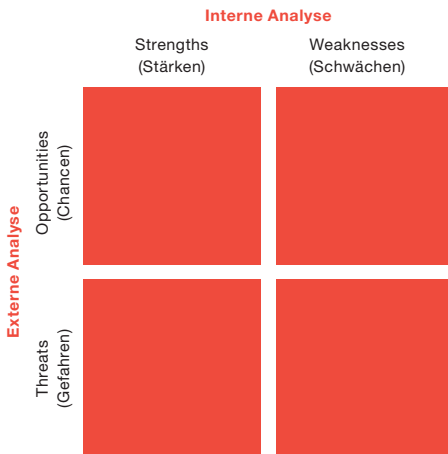 Interne Analyse
Strengths
(Stärken)
Weaknesses
(Schwächen)
Externe Analyse
Opportunities
(Chancen)
Threats
(Gefahren)